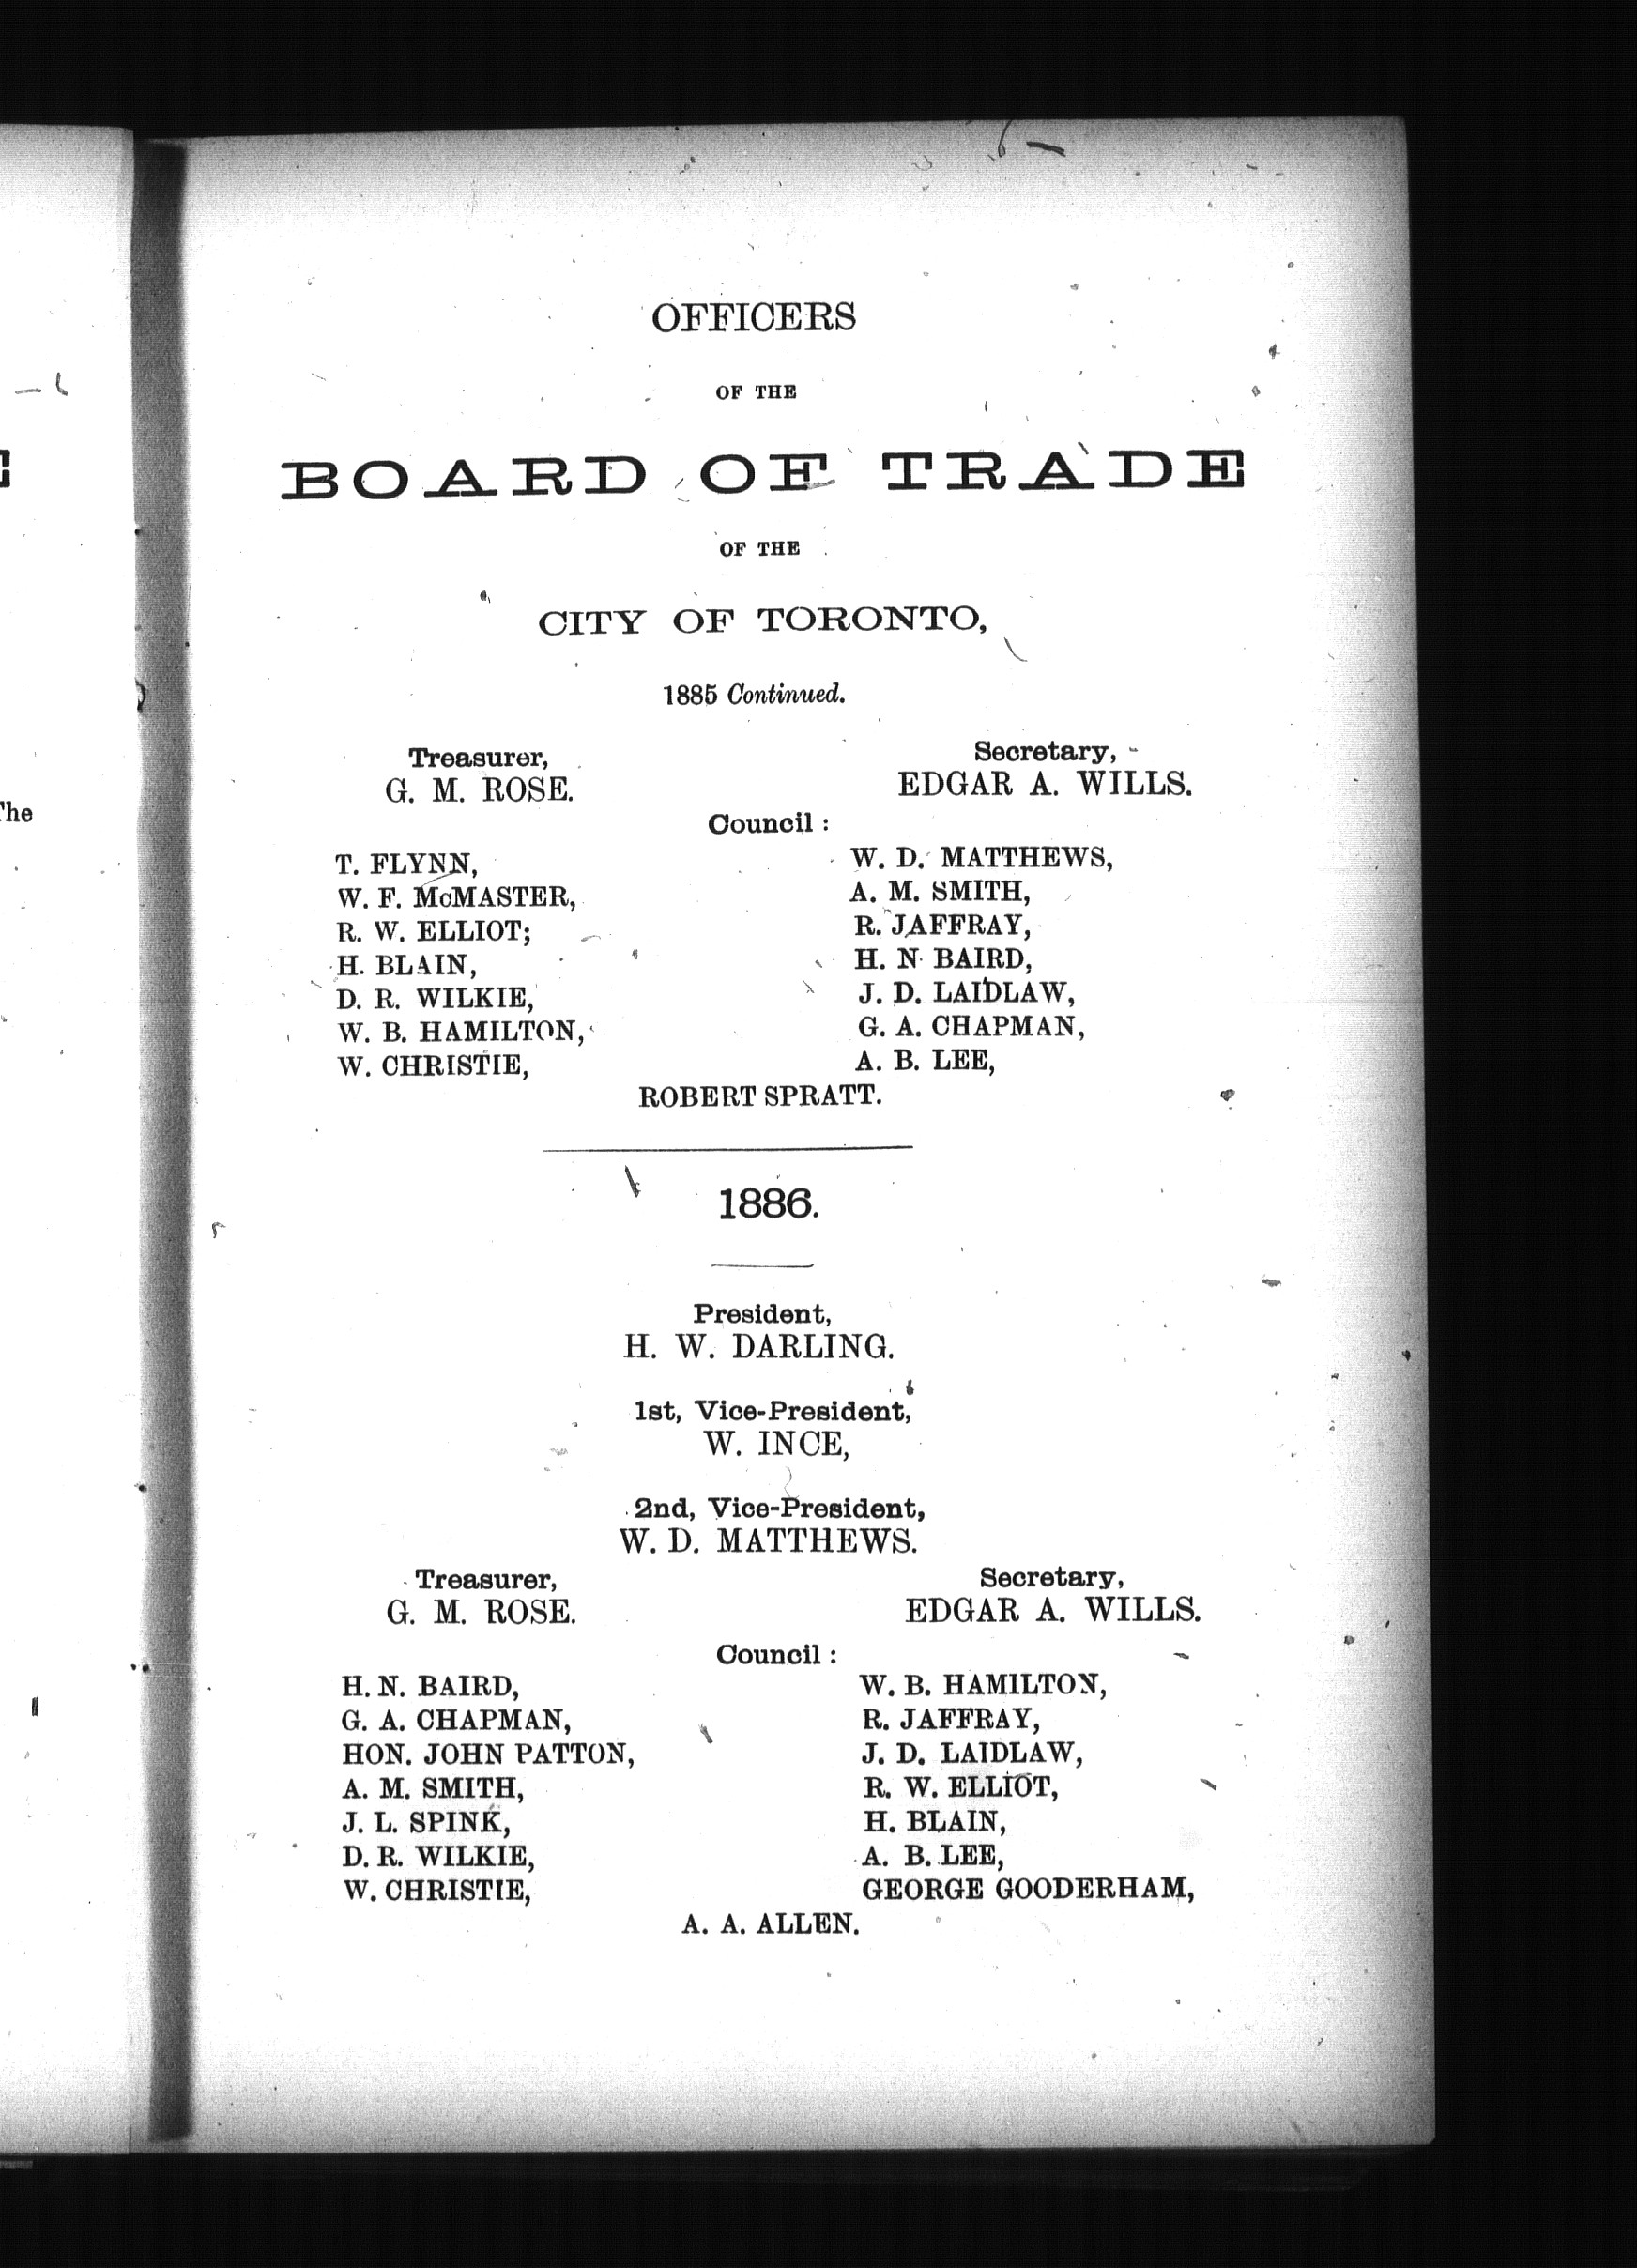 OFFICERS
OF THE
BOARD OF TRADE
OF THE
CITY OF TORONTO,
1885 Continued.
Treasurer, Secretary,
G. M. ROSE. EDGAR A. WILLS.
Council :
T. FLYNN, W. D. MATTHEWS,
W. F. McMASTER, A. M. SMITH,
R. W. ELLIOT; R. JAFFRAY,
H. BLAIN, H. N. BAIRD,
D. R. WILKIE, J. D. LAIDLAW,
W. B. HAMILTON, G. A. CHAPMAN,
W. CHRISTIE, A. B. LEE,
ROBERT SPRATT.
1886.
President,
H. W. DARLING.
1st, Vice-President,
W. INCE,
2nd, Vice-President,
W. D. MATTHEWS.
Treasurer, Secretary,
G. M. ROSE. EDGAR A. WILLS.
Council :
H. N. BAIRD, W. B. HAMILTON,
G. A. CHAPMAN, R. JAFFRAY,
HON. JOHN PATTON, J. D. LAIDLAW,
A. M. SMITH, R. W. ELLIOT,
J. L. SPINK, H. BLAIN,
D. R. WILKIE, A. B. LEE,
W. CHRISTIE, GEORGE GOODERHAM,
A. A. ALLEN.